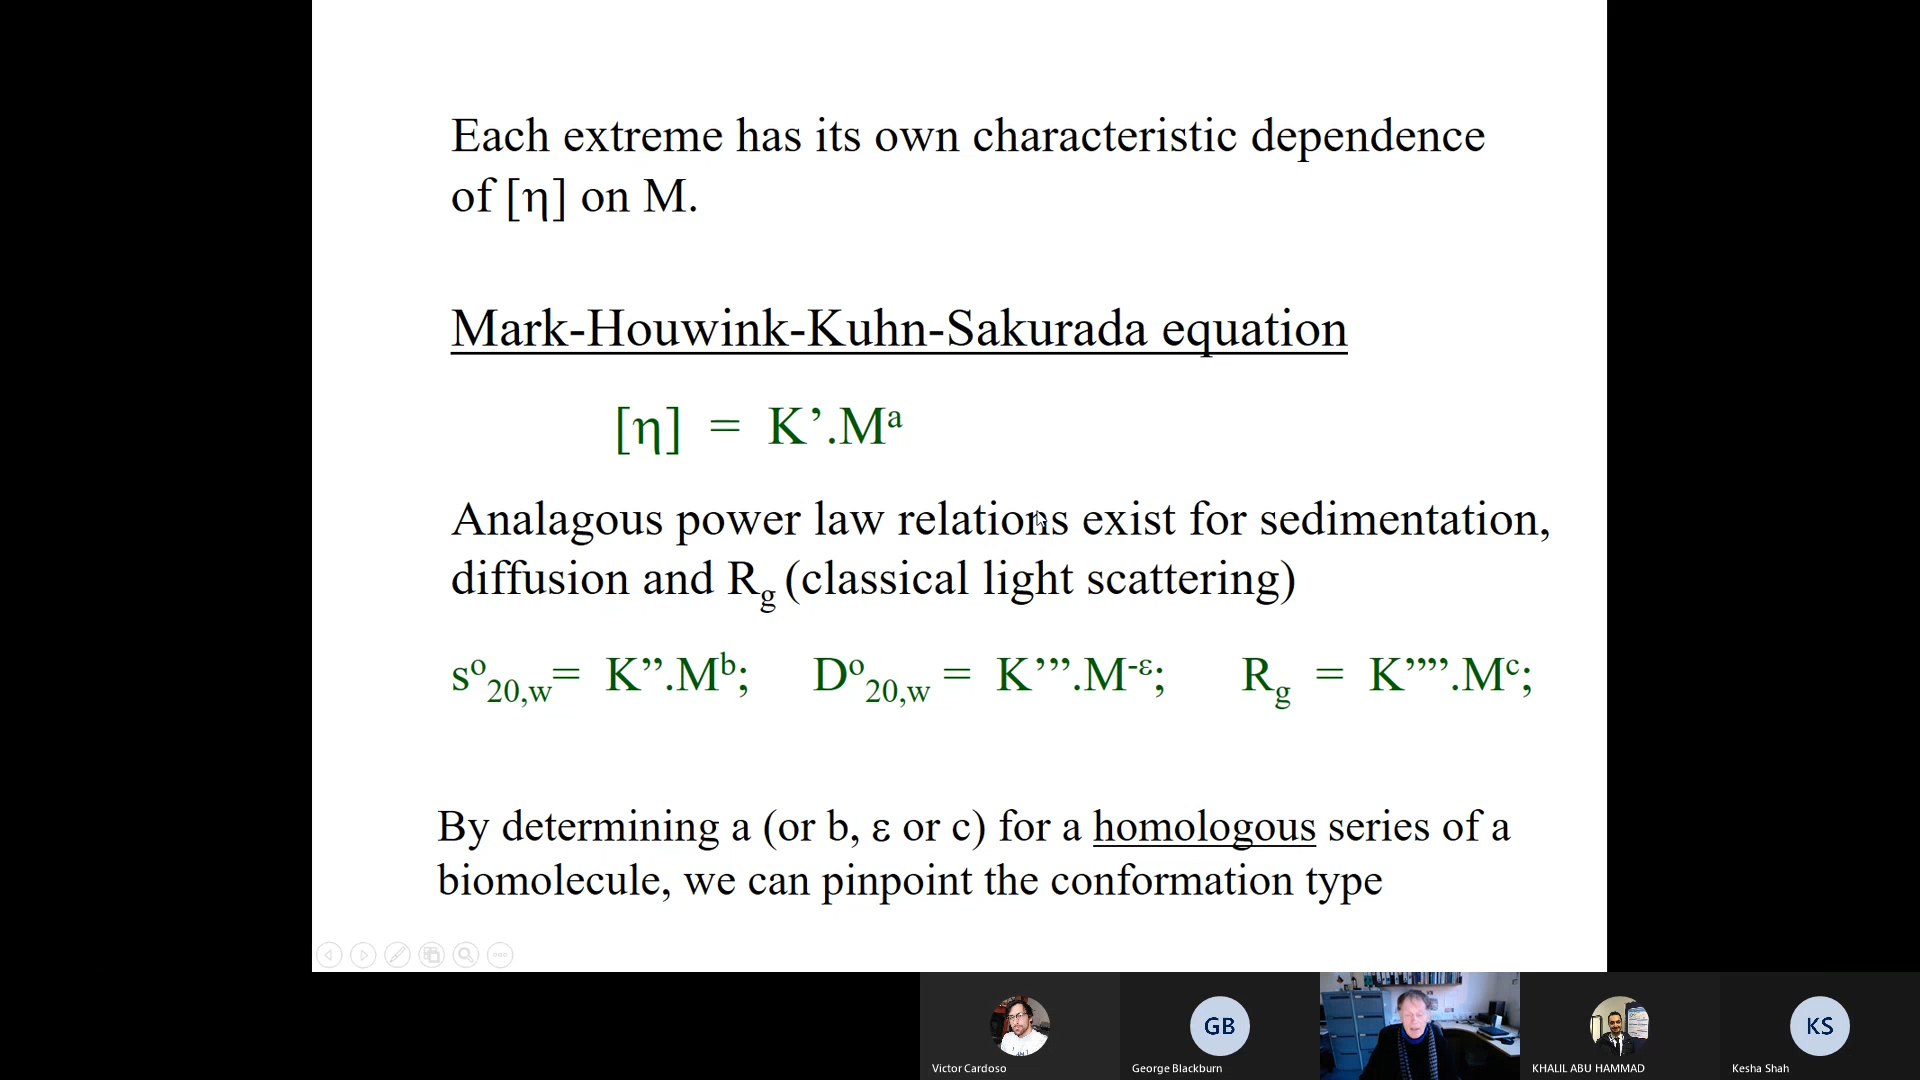 Each extreme has its own characteristic dependence
of [η] on M.
Mark-Houwink-Kuhn-Sakurada equation
[η] = K’.Mᵃ
Analagous power law relations exist for sedimentation,
diffusion and Rg (classical light scattering)
s⁰20,w= K”.Mᵇ; D⁰20,w = K’”.M⁻ᵋ; Rg = K””.Mᶜ;
By determining a (or b, ε or c) for a homologous series of a
biomolecule, we can pinpoint the conformation type
GB
KS
Victor Cardoso
George Blackburn
KHALIL ABU HAMMAD
Kesha Shah